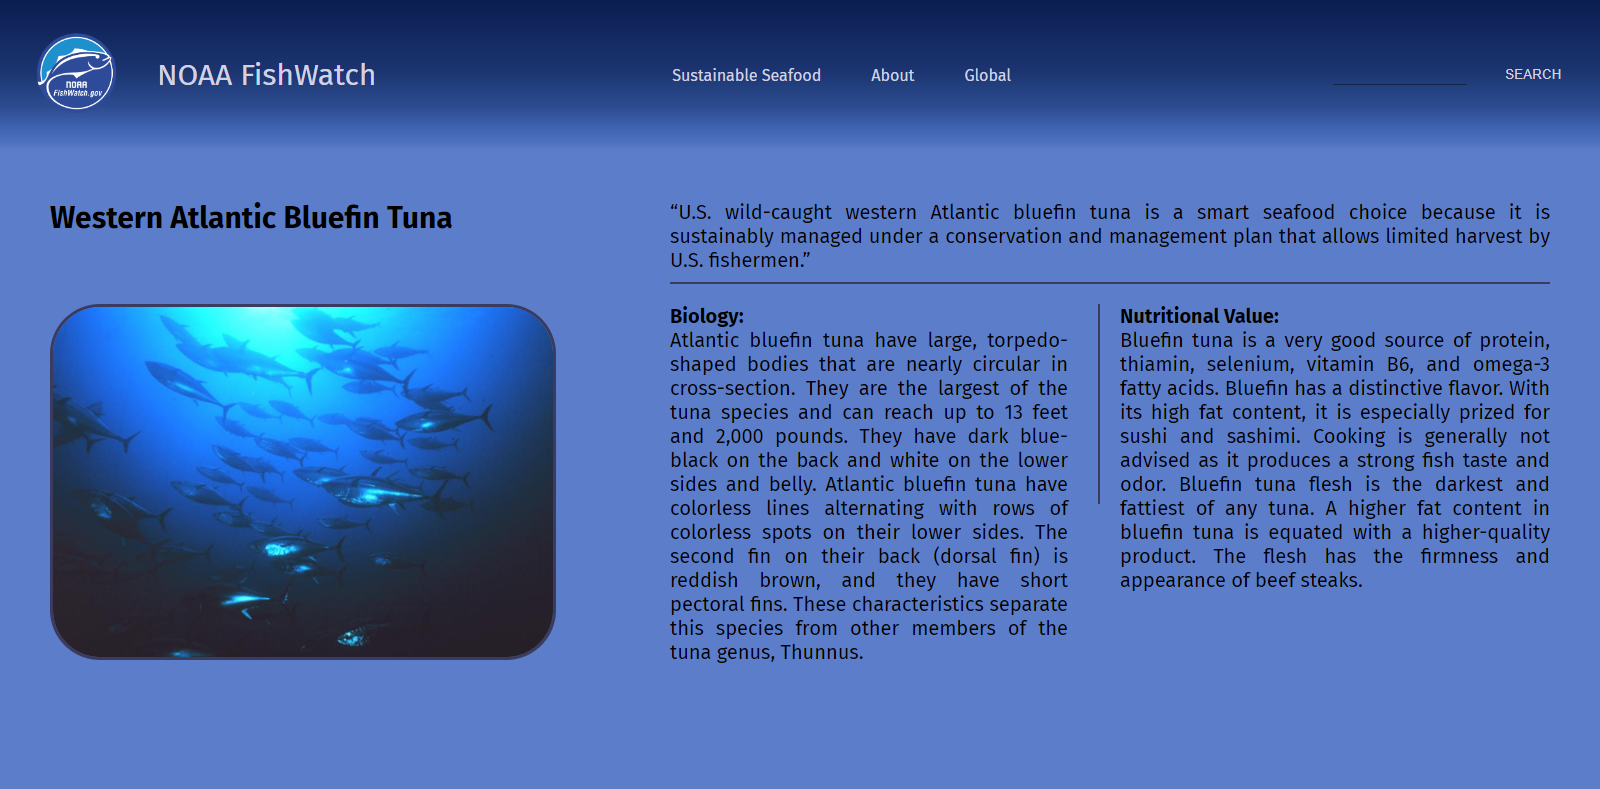 NOAA
FishWatch.gov
NOAA FishWatch
Sustainable Seafood
About
Global
SEARCH
Western Atlantic Bluefin Tuna
“U.S. wild-caught western Atlantic bluefin tuna is a smart seafood choice because it is
sustainably managed under a conservation and management plan that allows limited harvest by
U.S. fishermen.”
Biology:
Atlantic bluefin tuna have large, torpedo-
shaped bodies that are nearly circular in
cross-section. They are the largest of the
tuna species and can reach up to 13 feet
and 2,000 pounds. They have dark blue-
black on the back and white on the lower
sides and belly. Atlantic bluefin tuna have
colorless lines alternating with rows of
colorless spots on their lower sides. The
second fin on their back (dorsal fin) is
reddish brown, and they have short
pectoral fins. These characteristics separate
this species from other members of the
tuna genus, Thunnus.
Nutritional Value:
Bluefin tuna is a very good source of protein,
thiamin, selenium, vitamin B6, and omega-3
fatty acids. Bluefin has a distinctive flavor. With
its high fat content, it is especially prized for
sushi and sashimi. Cooking is generally not
advised as it produces a strong fish taste and
odor. Bluefin tuna flesh is the darkest and
fattiest of any tuna. A higher fat content in
bluefin tuna is equated with a higher-quality
product. The flesh has the firmness and
appearance of beef steaks.